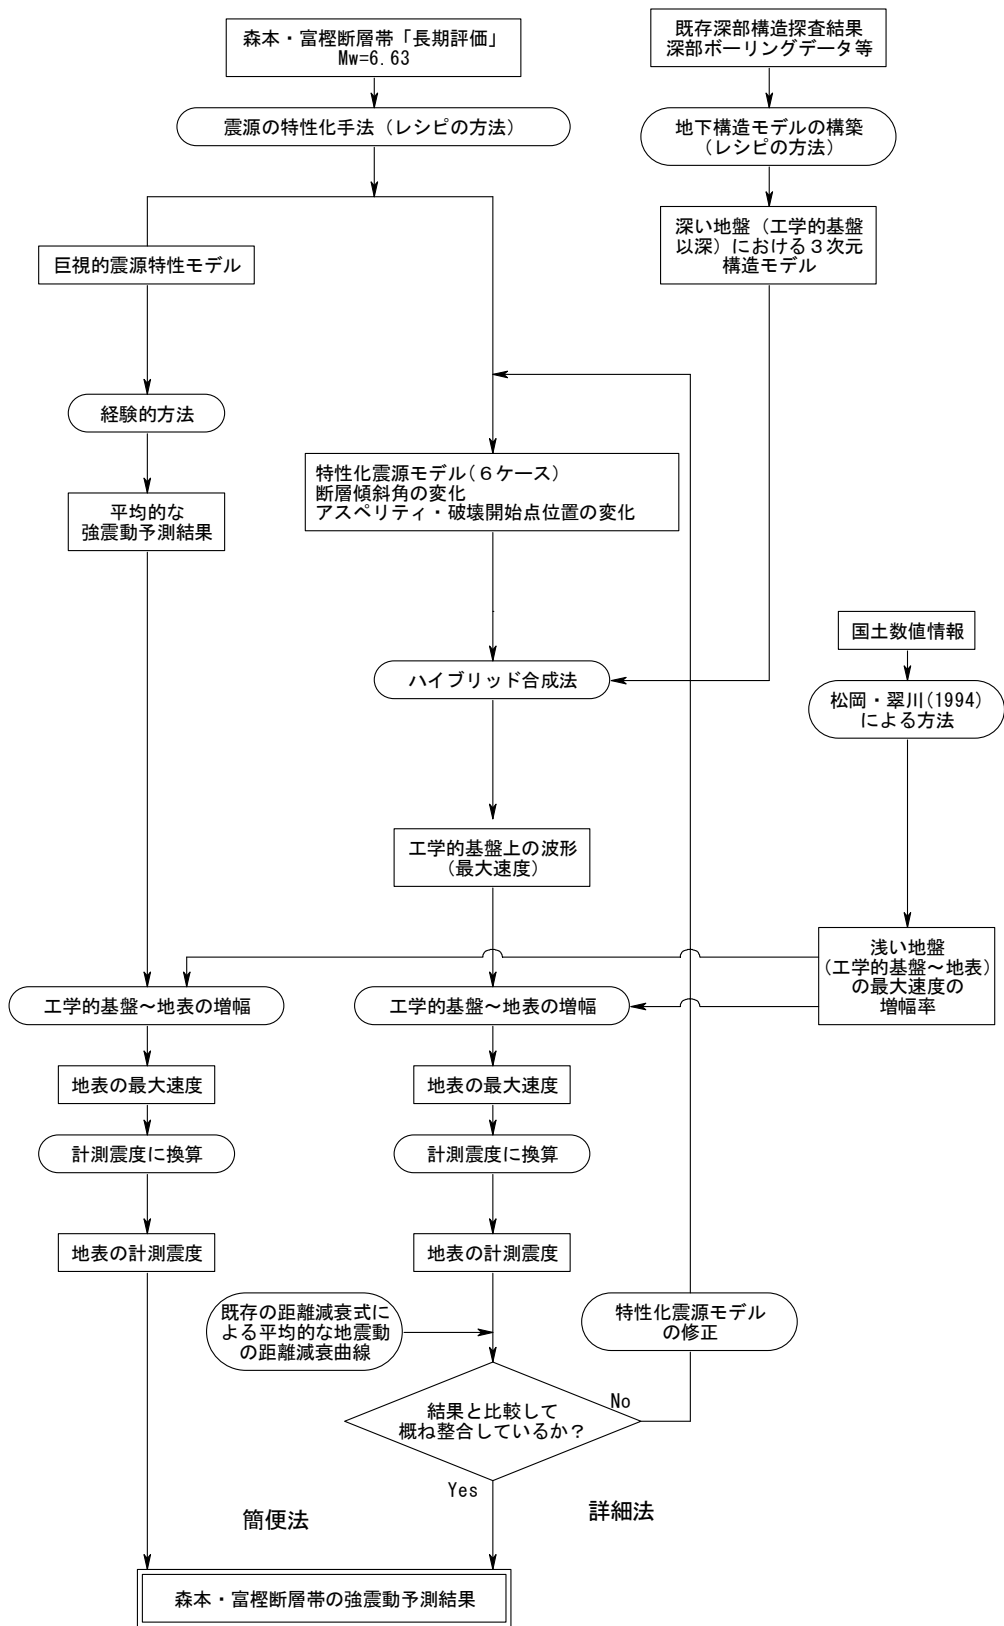 森本・富樫断層帯「長期評価」
Mw=6.63
既存深部構造探査結果
深部ボーリングデータ等
震源の特性化手法（レシピの方法）
地下構造モデルの構築
（レシピの方法）
深い地盤（工学的基盤
以深）における３次元
構造モデル
巨視的震源特性モデル
経験的方法
特性化震源モデル(６ケース)
断層傾斜角の変化
アスペリティ・破壊開始点位置の変化
平均的な
強震動予測結果
国土数値情報
ハイブリッド合成法
松岡・翠川(1994)
による方法
工学的基盤上の波形
（最大速度）
浅い地盤
(工学的基盤～地表)
の最大速度の
増幅率
工学的基盤～地表の増幅
工学的基盤～地表の増幅
地表の最大速度
地表の最大速度
計測震度に換算
計測震度に換算
地表の計測震度
地表の計測震度
既存の距離減衰式に
よる平均的な地震動
の距離減衰曲線
特性化震源モデル
の修正
結果と比較して
概ね整合しているか？
No
Yes
簡便法
詳細法
森本・富樫断層帯の強震動予測結果